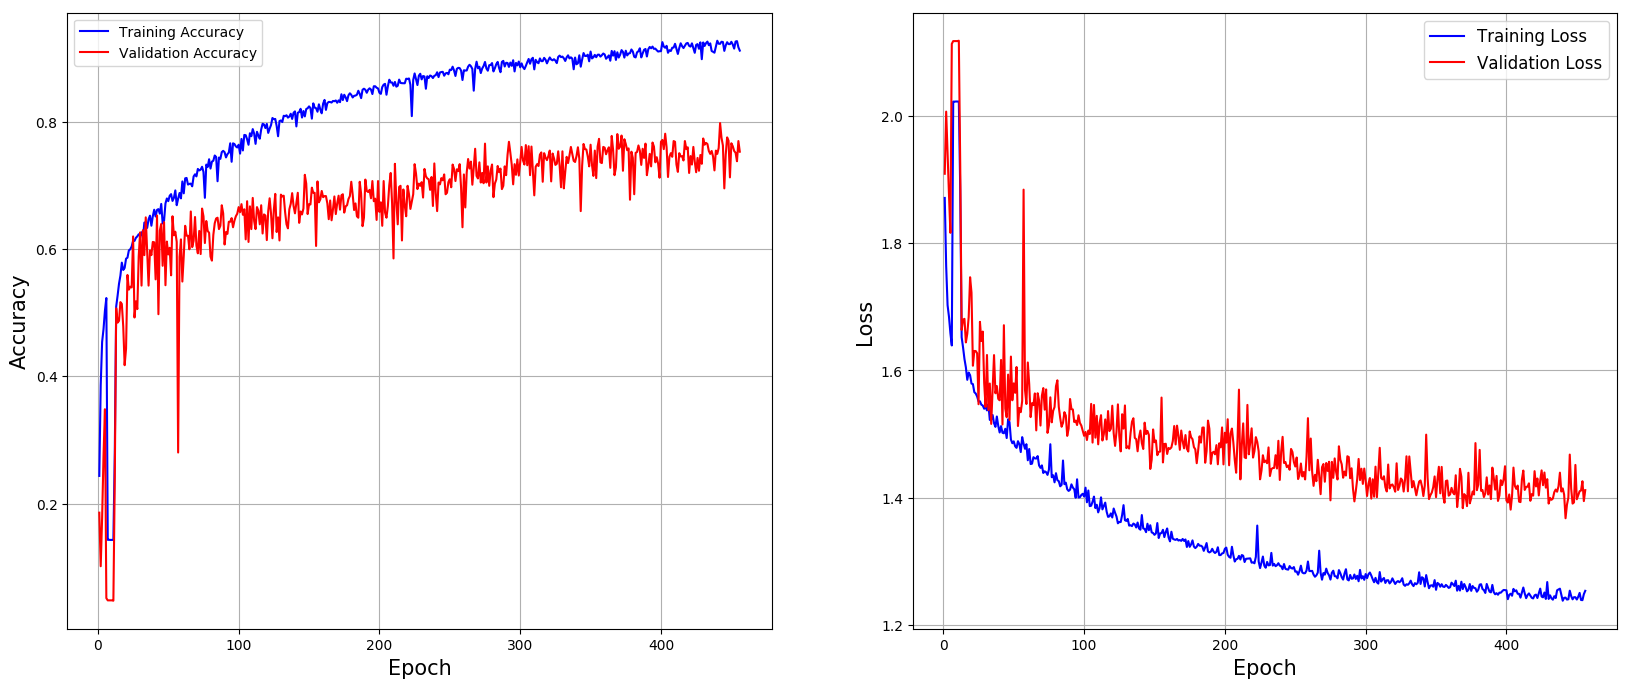 Training Accuracy
Validation Accuracy
0.8
0.6
0.4
0.2
Accuracy
0 100 200 300 400
Epoch
Training Loss
Validation Loss
2.0
1.8
1.6
1.4
1.2
Loss
0 100 200 300 400
Epoch